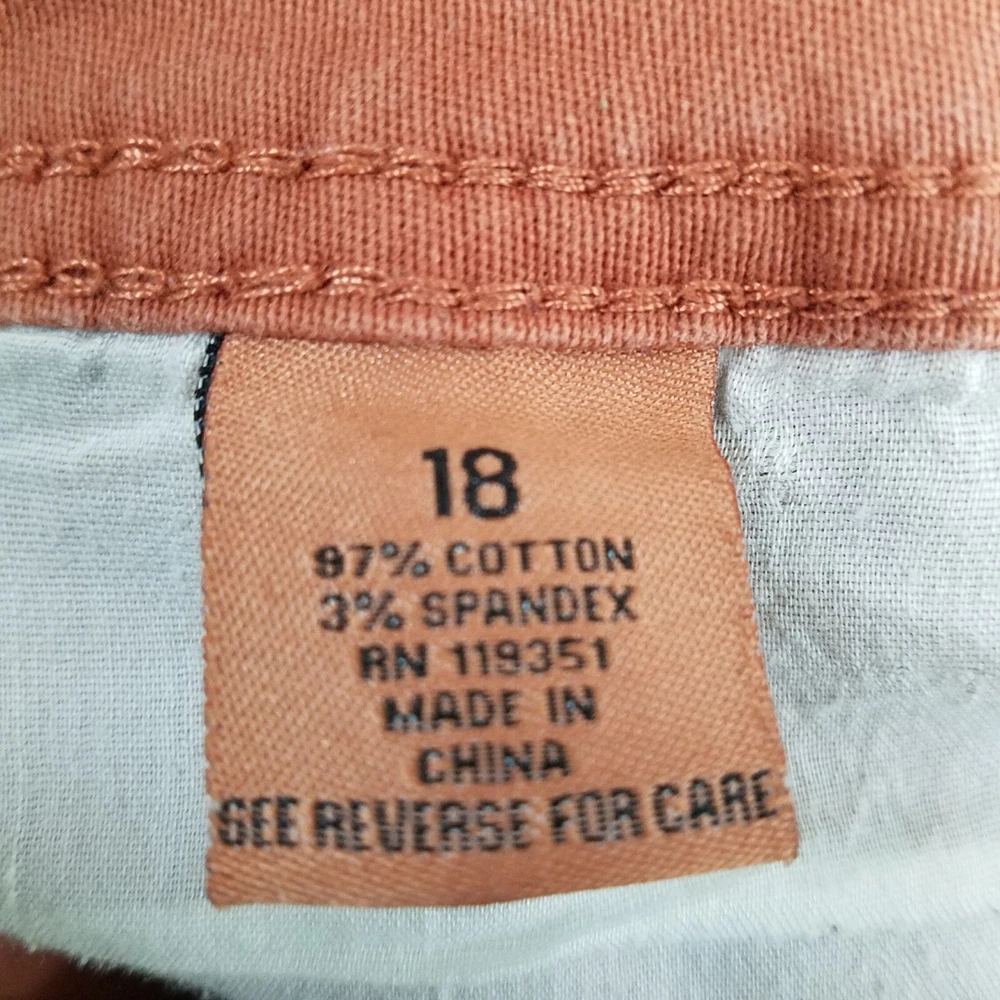 18
97% COTTON
3% SPANDEX
RN 119351
MADE IN
CHINA
SEE REVERSE FOR CARE